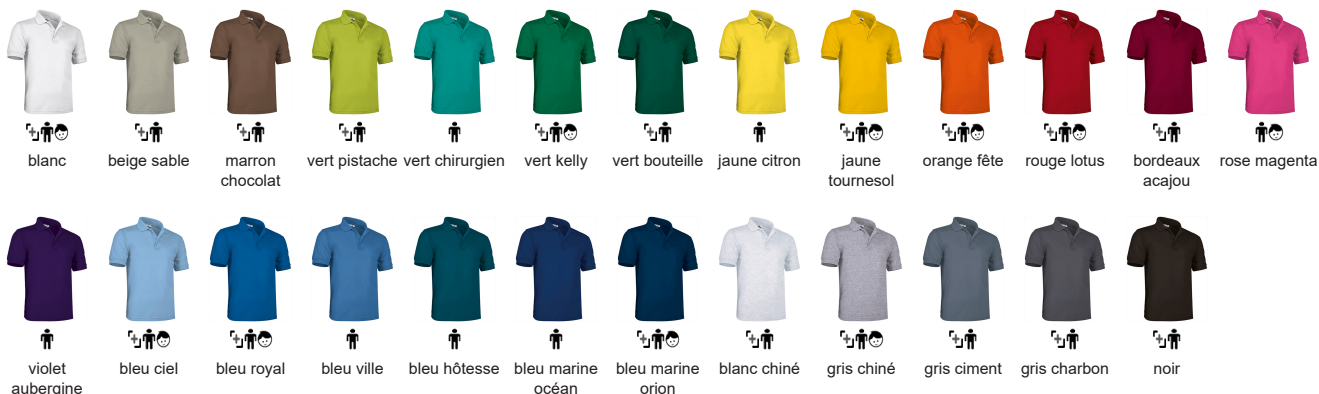 blanc beige sable marron vert pistache vert chirurgien vert kelly vert bouteille jaune citron jaune orange fête rouge lotus bordeaux rose magenta
chocolat tournesol acajou
violet bleu ciel bleu royal bleu ville bleu hôtesse bleu marine bleu marine blanc chiné gris chiné gris ciment gris charbon noir
aubergine océan orion